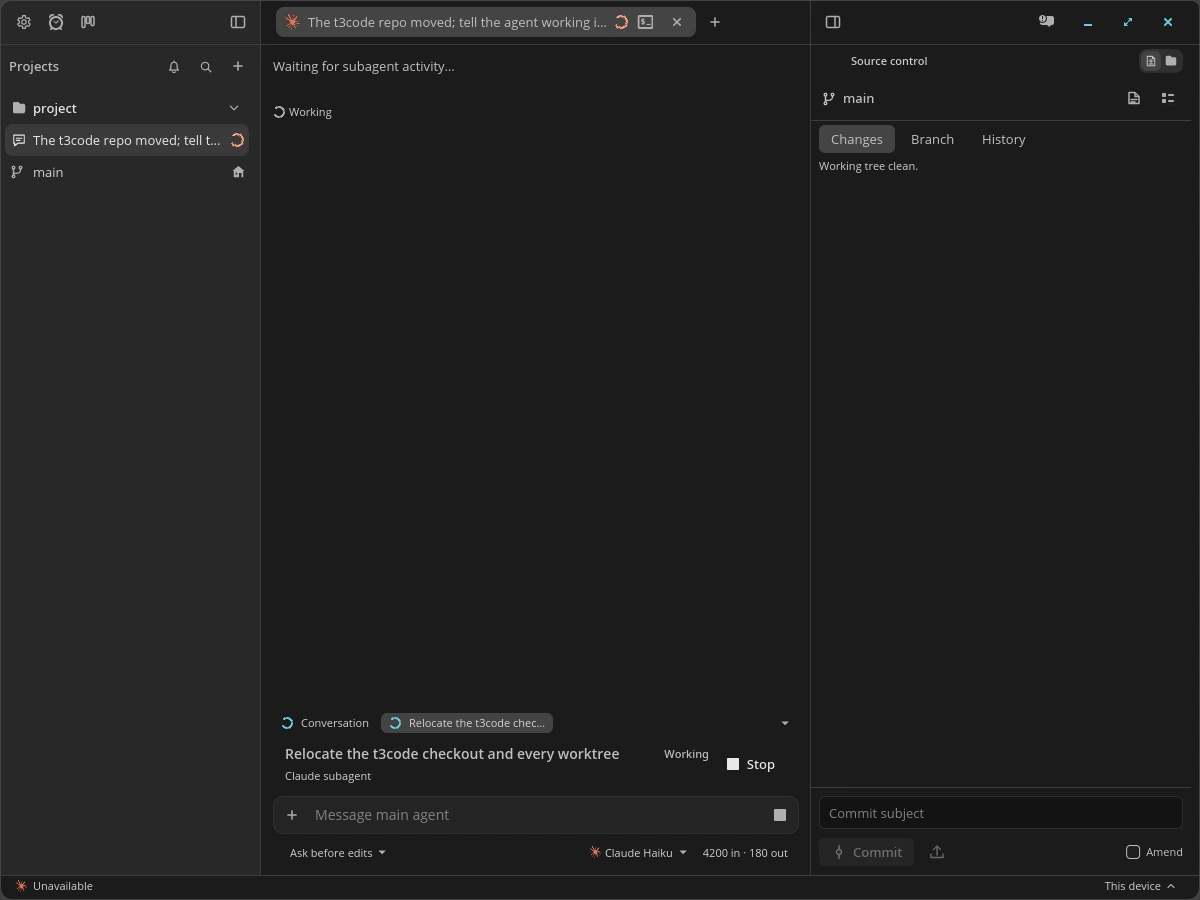 The t3code repo moved; tell the agent working i...
Projects
project
The t3code repo moved; tell t...
main
Waiting for subagent activity...
Working
Conversation
Relocate the t3code chec...
Relocate the t3code checkout and every worktree
Working
Stop
Claude subagent
Message main agent
Ask before edits
Claude Haiku
4200 in · 180 out
Source control
main
Changes
Branch
History
Working tree clean.
Commit subject
Commit
Amend
Unavailable
This device